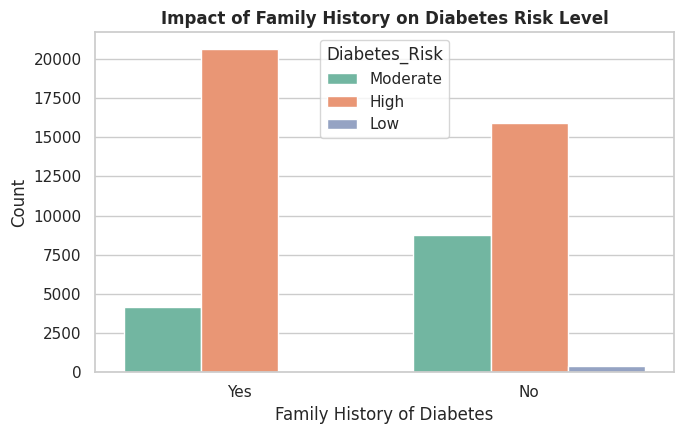 Impact of Family History on Diabetes Risk Level
Diabetes_Risk
Moderate
High
Low
Count
20000
17500
15000
12500
10000
7500
5000
2500
0
Yes
No
Family History of Diabetes